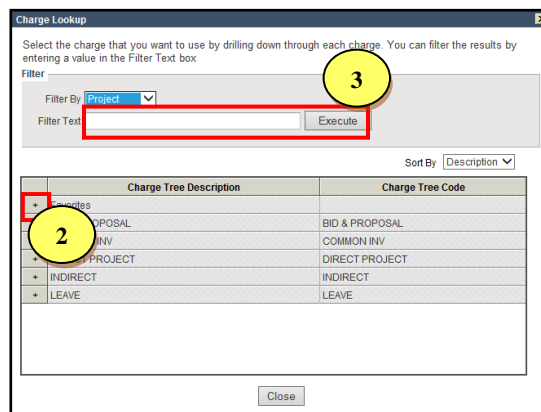 Charge Lookup
Select the charge that you want to use by drilling down through each charge. You can filter the results by
entering a value in the Filter Text box
Filter
3
Filter By Project
Filter Text Execute
Sort By Description
Charge Tree Description Charge Tree Code
+ Favorites
OPOSAL BID & PROPOSAL
2 INV COMMON INV
+ PROJECT DIRECT PROJECT
+ INDIRECT INDIRECT
+ LEAVE LEAVE
Close